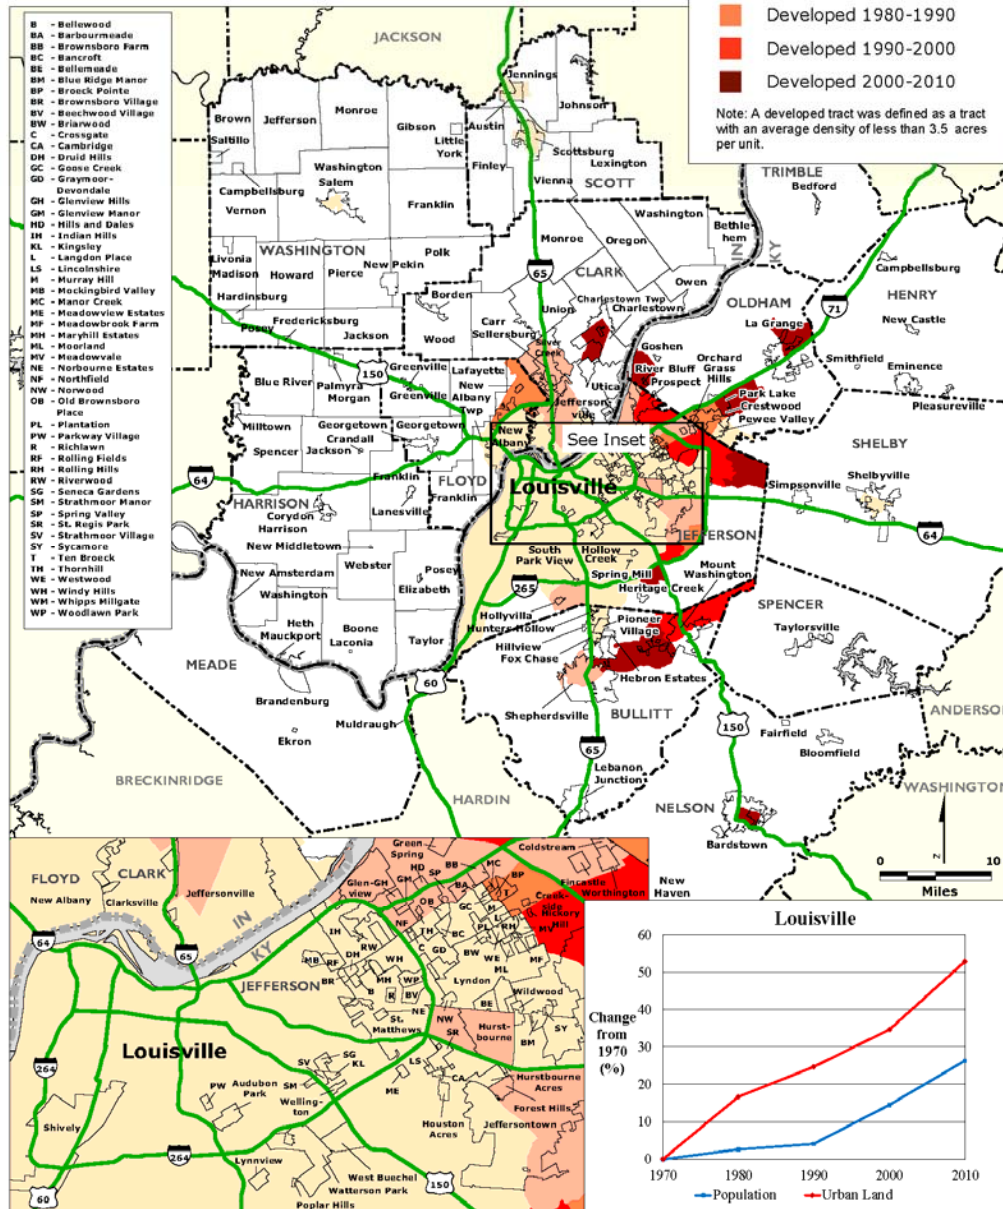 B - Bellewood
BA - Barbourmeade
BB - Brownsboro Farm
BC - Bancroft
BE - Bellemeade
BM - Blue Ridge Manor
BP - Broeck Pointe
BR - Brownsboro Village
BV - Beechwood Village
BW - Briarwood
C - Crossgate
CA - Cambridge
DH - Druid Hills
GC - Goose Creek
GD - Graymoor-
Devondale
GH - Glenview Hills
GM - Glenview Manor
HD - Hills and Dales
IH - Indian Hills
KL - Kingsley
L - Langdon Place
LS - Lincolnshire
M - Murray Hill
MB - Mockingbird Valley
MC - Manor Creek
ME - Meadowview Estates
MF - Meadowbrook Farm
MH - Maryhill Estates
ML - Moorland
MV - Meadowvale
NE - Norbourne Estates
NF - Northfield
NW - Norwood
OB - Old Brownsboro
Place
PL - Plantation
PW - Parkway Village
R - Richlawn
RF - Rolling Fields
RH - Rolling Hills
RW - Riverwood
SG - Seneca Gardens
SM - Strathmoor Manor
SP - Spring Valley
SR - St. Regis Park
SV - Strathmoor Village
SY - Sycamore
T - Ten Broeck
TH - Thornhill
WE - Westwood
WH - Windy Hills
WM - Whipps Millgate
WP - Woodlawn Park
Developed 1980-1990
Developed 1990-2000
Developed 2000-2010
Note: A developed tract was defined as a tract
with an average density of less than 3.5 acres
per unit.
JACKSON
Jennings
Johnson
Austin
Scottsburg
Lexington
Finley
Vienna
SCOTT
TRIMBLE
Bedford
Brown
Jefferson
Monroe
Gibson
Little
York
Saltillo
Washington
Salem
Campbellsburg
Vernon
Franklin
WASHINGTON
Polk
Livonia
Madison
Howard
Pierce
New Pekin
Hardinsburg
Posey
Fredericksburg
Jackson
Washington
Bethle-
hem
Monroe
Oregon
IN
KY
65
CLARK
Owen
Borden
Union
Charlestown Twp
Charlestown
Carr
Sellersburg
Wood
Silver
Creek
OLDHAM
La Grange
71
Campbellsburg
HENRY
New Castle
Smithfield
Eminence
Pleasureville
Goshen
River Bluff
Prospect
Orchard
Grass
Hills
Park Lake
Crestwood
Pewee Valley
150
Greenville
Lafayette
Greenville
New
Albany
Twp
Utica
Jefferson-
ville
Blue River
Palmyra
Morgan
Milltown
Georgetown
Crandall
Georgetown
New
Albany
See Inset
Spencer
Jackson
64
Franklin
FLOYD
Franklin
Louisville
SHELBY
Shelbyville
Simpsonville
64
HARRISON
Corydon
Harrison
Lanesville
JEFFERSON
New Middletown
South
Park View
Hollow
Creek
Mount
Washington
Webster
Posey
New Amsterdam
Washington
Elizabeth
265
Spring Mill
Heritage Creek
SPENCER
Taylorsville
Hollyvilla
Hunters Hollow
Pioneer
Village
Heth
Mauckport
Boone
Laconia
Taylor
Hillview
Fox Chase
Hebron Estates
MEADE
60
Brandenburg
Muldraugh
Ekron
Shepherdsville
BULLITT
ANDERSON
150
Fairfield
Bloomfield
65
BRECKINRIDGE
HARDIN
Lebanon
Junction
NELSON
WASHINGTON
Bardstown
N
0 10
Miles
New
Haven
FLOYD
CLARK
New Albany
Clarksville
Jeffersonville
Green
Spring
Coldstream
HD
BB
MC
SP
GM
Glen-
view
GH
BA
BP
Fincastle
Worthington
OB
T
Creek-
side
GC
M
Hickory
Hill
MV
64
IN
KY
65
NF
IH
TH
L
PL
RH
BC
RW
C
GD
MB
RF
DH
WH
BW
WE
MF
ML
JEFFERSON
BR
MH
WP
Lyndon
B
R
BV
Wildwood
BE
NE
St.
Matthews
NW
SR
Hurst-
bourne
SY
BM
Louisville
SG
KL
SV
LS
264
CA
Hurstbourne
Acres
PW
Audubon
Park
SM
ME
Welling-
ton
Forest Hills
Houston
Acres
Jeffersontown
Shively
264
Lynnview
West Buechel
Watterson Park
150
60
Poplar Hills
Louisville
60
50
40
30
20
10
0
Change
from
1970
(%)
1970 1980 1990 2000 2010
Population Urban Land